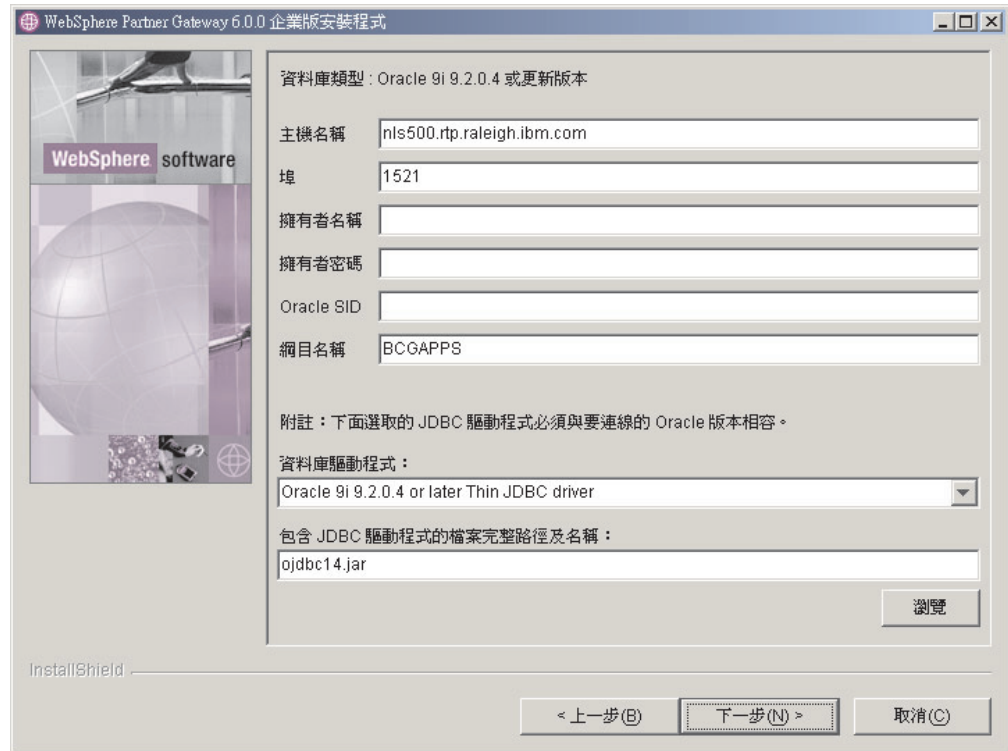 WebSphere Partner Gateway 6.0.0 企業版安裝程式
WebSphere software
資料庫類型 : Oracle 9i 9.2.0.4 或更新版本
主機名稱 nls500.rtp.raleigh.ibm.com
埠 1521
擁有者名稱
擁有者密碼
Oracle SID
綱目名稱 BCGAPPS
附註：下面選取的 JDBC 驅動程式必須與要連線的 Oracle 版本相容。
資料庫驅動程式：
Oracle 9i 9.2.0.4 or later Thin JDBC driver
包含 JDBC 驅動程式的檔案完整路徑及名稱：
ojdbc14.jar
瀏覽
InstallShield
< 上一步(B) 下一步(N) > 取消(C)